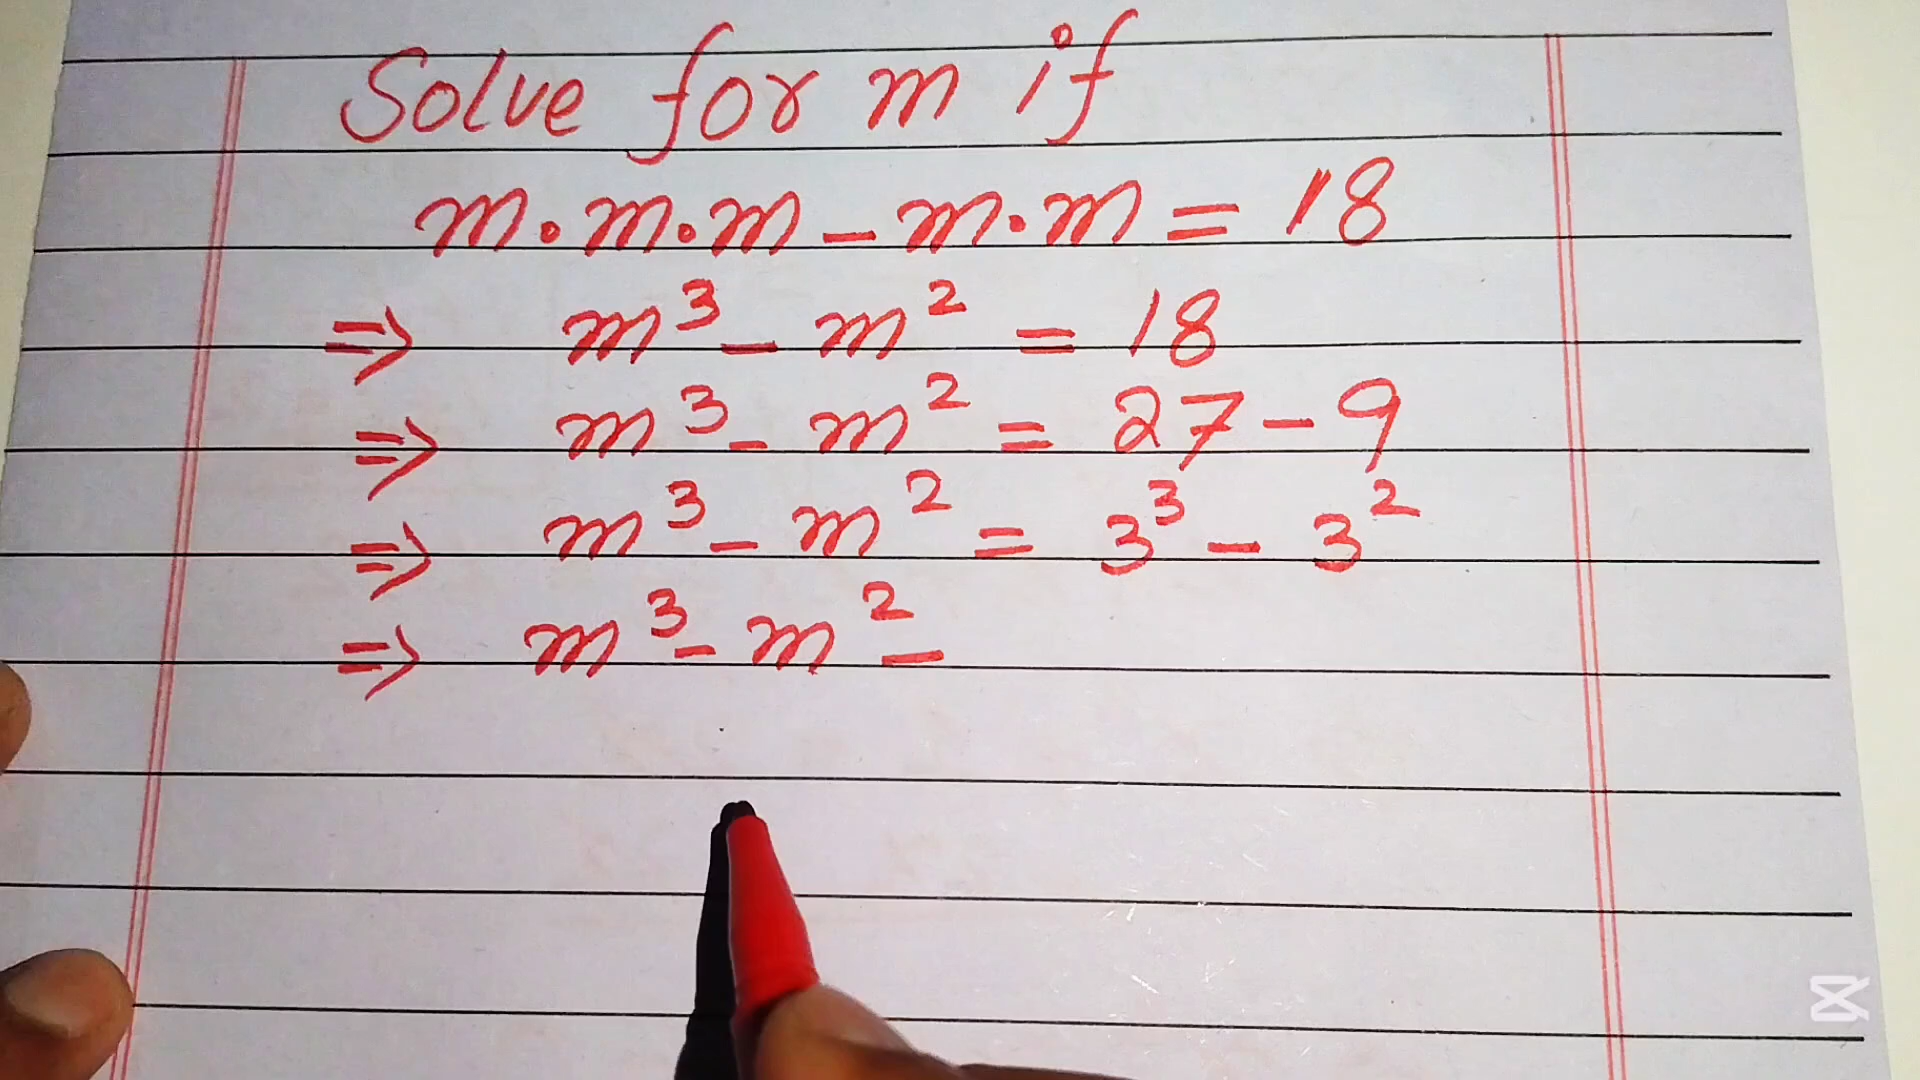 Solve for m if
m·m·m - m·m = 18
⇒ m³ - m² = 18
⇒ m³ - m² = 27 - 9
⇒ m³ - m² = 3³ - 3²
⇒ m³ - m² -